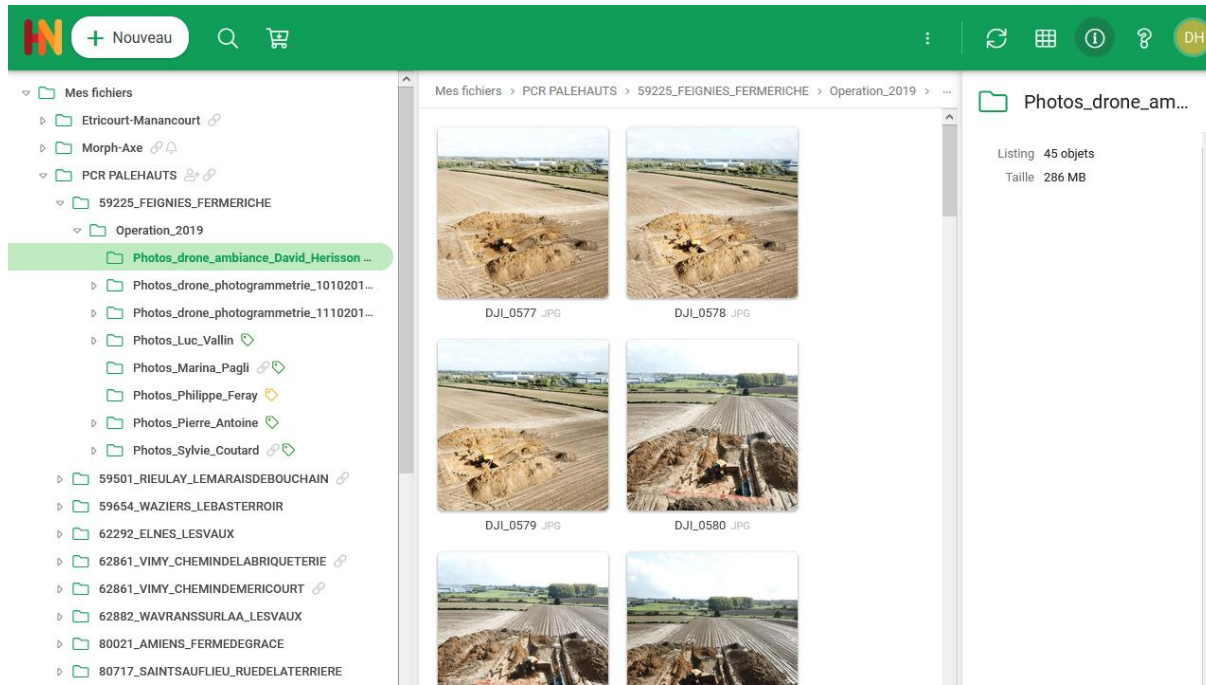 HN
+ Nouveau
DH
Mes fichiers
Etricourt-Manancourt
Morph-Axe
PCR PALEHAUTS
59225_FEIGNIES_FERMERICHE
Operation_2019
Photos_drone_ambiance_David_Herisson ...
Photos_drone_photogrammetrie_1010201...
Photos_drone_photogrammetrie_1110201...
Photos_Luc_Vallin
Photos_Marina_Pagli
Photos_Philippe_Feray
Photos_Pierre_Antoine
Photos_Sylvie_Coutard
59501_RIEULAY_LEMARAISDEBOUCHAIN
59654_WAZIERS_LEBASTERROIR
62292_ELNES_LESVAUX
62861_VIMY_CHEMINDELABRIQUETERIE
62861_VIMY_CHEMINDEMERICOURT
62882_WAVRANSSURLAA_LESVAUX
80021_AMIENS_FERMEDEGRACE
80717_SAINTSAUFLIEU_RUEDELATERRIERE
Mes fichiers > PCR PALEHAUTS > 59225_FEIGNIES_FERMERICHE > Operation_2019 > ...
DJI_0577 JPG
DJI_0578 JPG
DJI_0579 JPG
DJI_0580 JPG
Photos_drone_am...
Listing 45 objets
Taille 286 MB